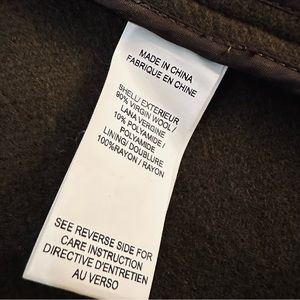 MADE IN CHINA
FABRIQUE EN CHINE
SHELL/ EXTERIEUR
90% VIRGIN WOOL /
LANA VERGINE
10% POLYAMIDE /
POLYAMIDE
LINING/ DOUBLURE
100%RAYON / RAYON
SEE REVERSE SIDE FOR
CARE INSTRUCTION
DIRECTIVE D'ENTRETIEN
AU VERSO